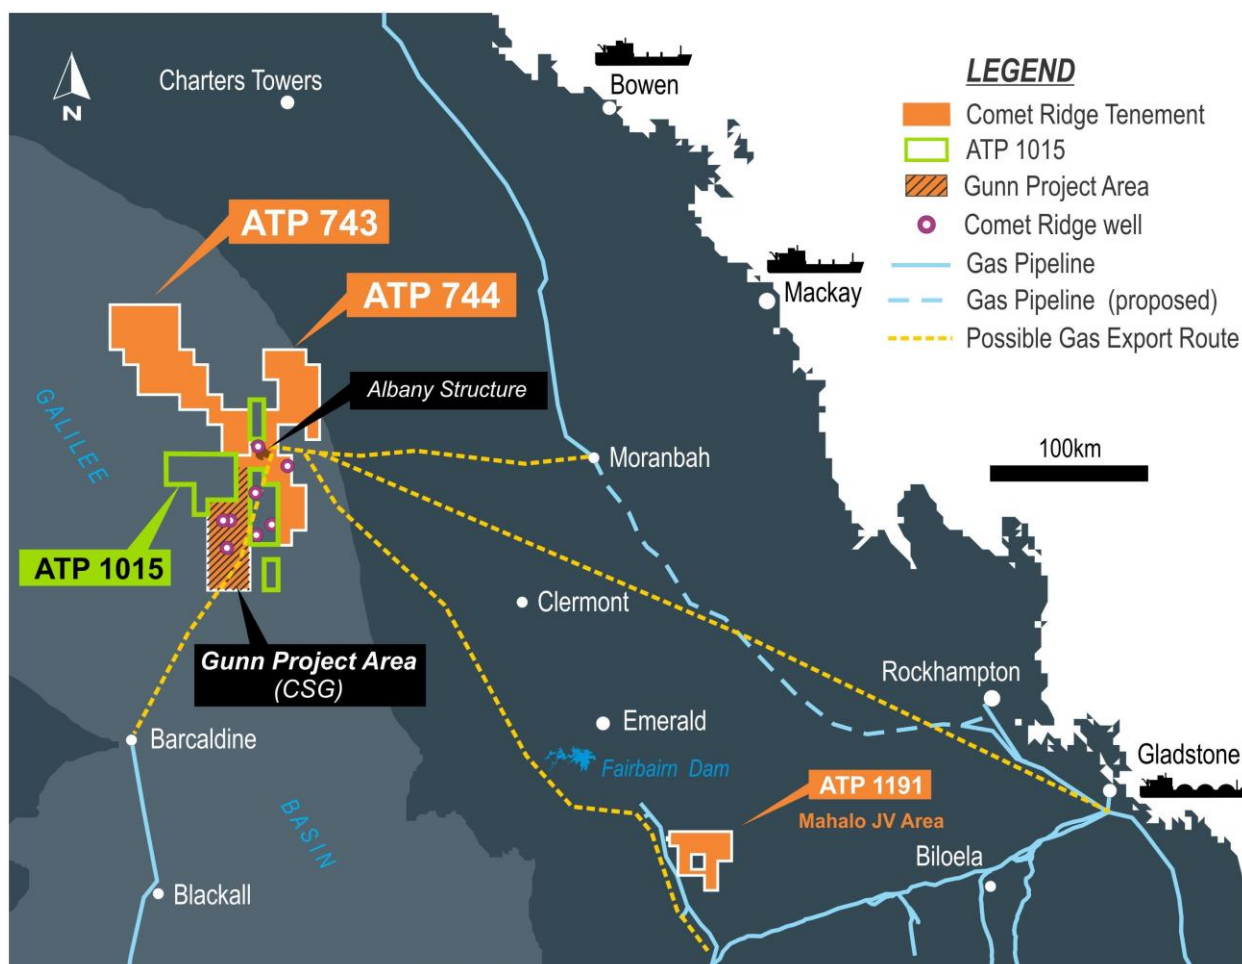 LEGEND
Comet Ridge Tenement
ATP 1015
Gunn Project Area
Comet Ridge well
Gas Pipeline
Gas Pipeline (proposed)
Possible Gas Export Route
N
Charters Towers
Bowen
ATP 743
ATP 744
Mackay
Albany Structure
GALILEE
Moranbah
100km
ATP 1015
Clermont
Gunn Project Area
(CSG)
Rockhampton
Emerald
Barcaldine
Fairbairn Dam
Gladstone
ATP 1191
Mahalo JV Area
BASIN
Biloela
Blackall